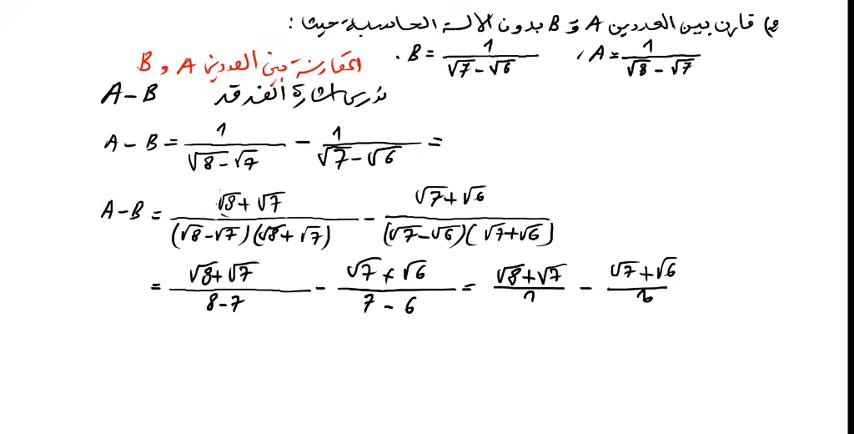 2) قارن بين العددين A و B بدون الالة الحاسبة حيث:
A = 1/(√8 - √7) ، B = 1/(√7 - √6) .
المقارنة بين العددين A و B
ندرس اشارة الفرق A - B
A - B = 1/(√8 - √7) - 1/(√7 - √6) =
A - B = (√8 + √7)/((√8 - √7)(√8 + √7)) - (√7 + √6)/((√7 - √6)(√7 + √6))
= (√8 + √7)/(8 - 7) - (√7 + √6)/(7 - 6) = (√8 + √7)/1 - (√7 + √6)/1